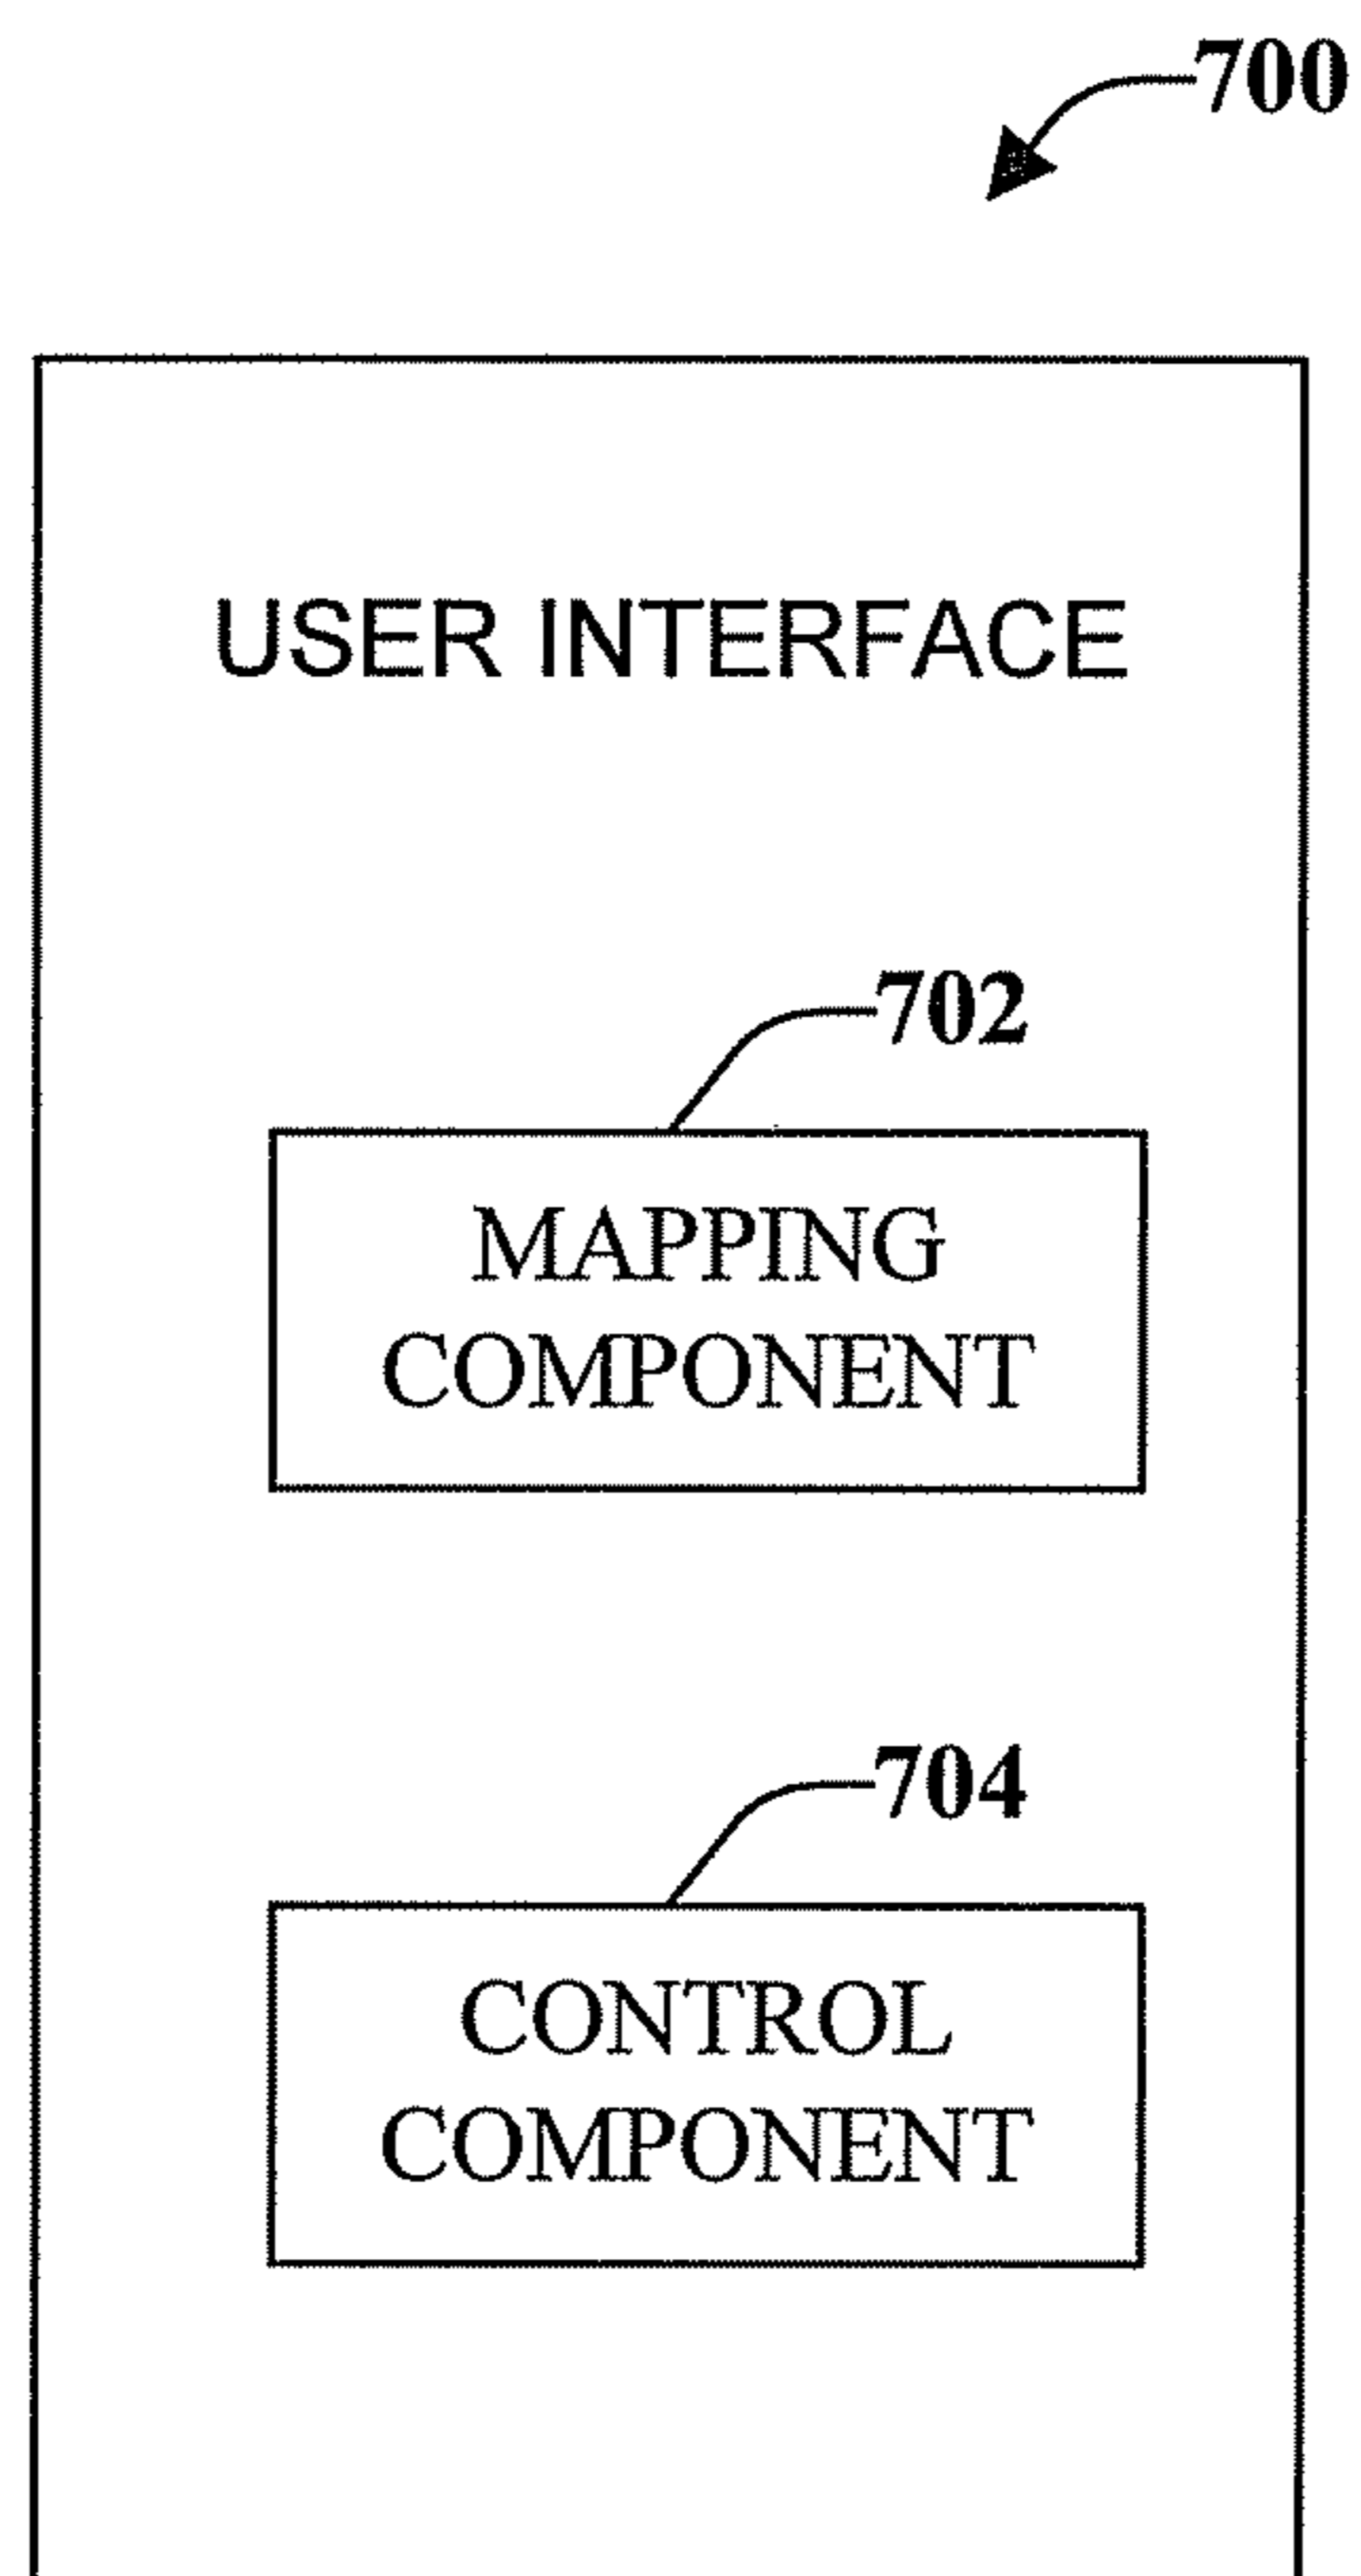 700
USER INTERFACE
702
MAPPING
COMPONENT
704
CONTROL
COMPONENT